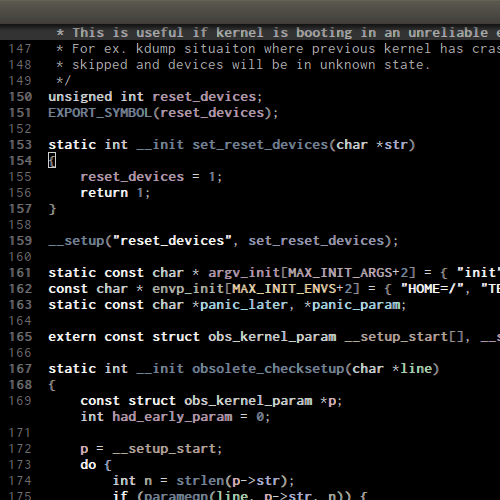 * This is useful if kernel is booting in an unreliable
147 * For ex. kdump situaiton where previous kernel has
148 * skipped and devices will be in unknown state.
149 */
150 unsigned int reset_devices;
151 EXPORT_SYMBOL(reset_devices);
152
153 static int __init set_reset_devices(char *str)
154 {
155 reset_devices = 1;
156 return 1;
157 }
158
159 __setup("reset_devices", set_reset_devices);
160
161 static const char * argv_init[MAX_INIT_ARGS+2] = { "init"
162 const char * envp_init[MAX_INIT_ENVS+2] = { "HOME=/", "TE
163 static const char *panic_later, *panic_param;
164
165 extern const struct obs_kernel_param __setup_start[], __s
166
167 static int __init obsolete_checksetup(char *line)
168 {
169 const struct obs_kernel_param *p;
int had_early_param = 0;
171
172 p = __setup_start;
173 do {
174 int n = strlen(p->str);
175 if (parameqn(line, p->str, n)) {